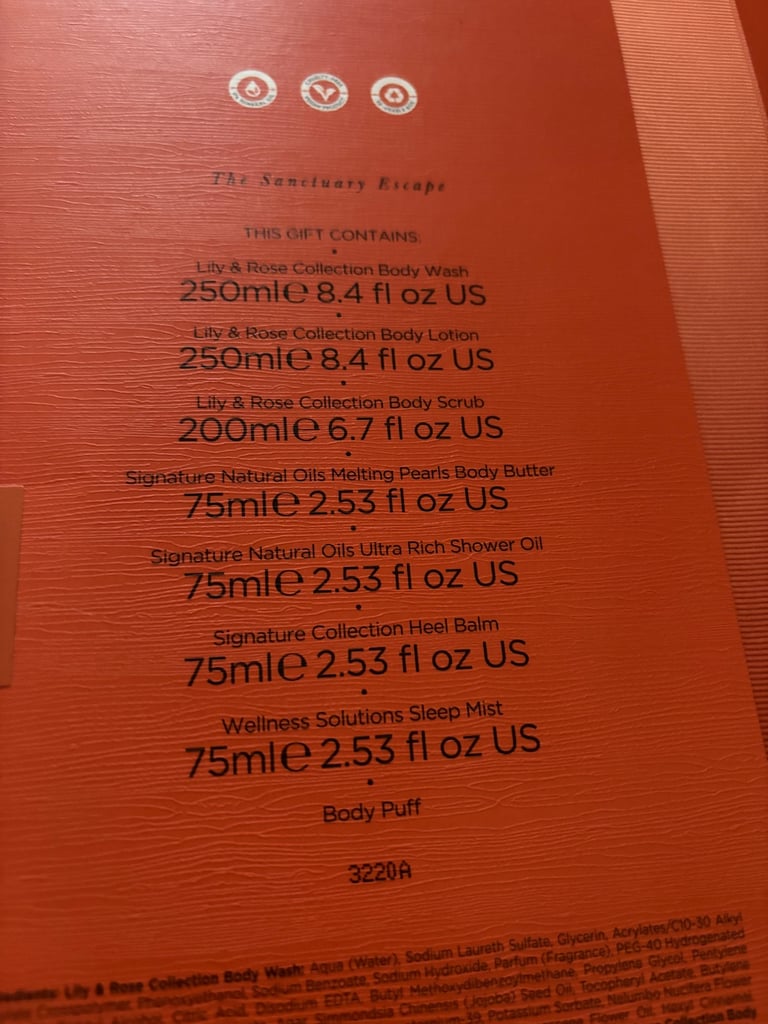 The Sanctuary Escape
THIS GIFT CONTAINS:
Lily & Rose Collection Body Wash
250ml℮ 8.4 fl oz US
Lily & Rose Collection Body Lotion
250ml℮ 8.4 fl oz US
Lily & Rose Collection Body Scrub
200ml℮ 6.7 fl oz US
Signature Natural Oils Melting Pearls Body Butter
75ml℮ 2.53 fl oz US
Signature Natural Oils Ultra Rich Shower Oil
75ml℮ 2.53 fl oz US
Signature Collection Heel Balm
75ml℮ 2.53 fl oz US
Wellness Solutions Sleep Mist
75ml℮ 2.53 fl oz US
Body Puff
3220A
Lily & Rose Collection Body Wash: Aqua (Water), Sodium Laureth Sulfate, Glycerin, Acrylates/C10-30 Alkyl
Phenoxyethanol, Sodium Benzoate, Sodium Hydroxide, Parfum (Fragrance), PEG-40 Hydrogenated
Citric Acid, Disodium EDTA, Butyl Methoxydibenzoylmethane, Propylene Glycol, Pentylene
Simmondsia Chinensis (Jojoba) Seed Oil, Tocopheryl Acetate, Butylene
Potassium Sorbate, Nelumbo Nucifera Flower
Flower Oil, Hexyl Cinnamal,
Collection Body